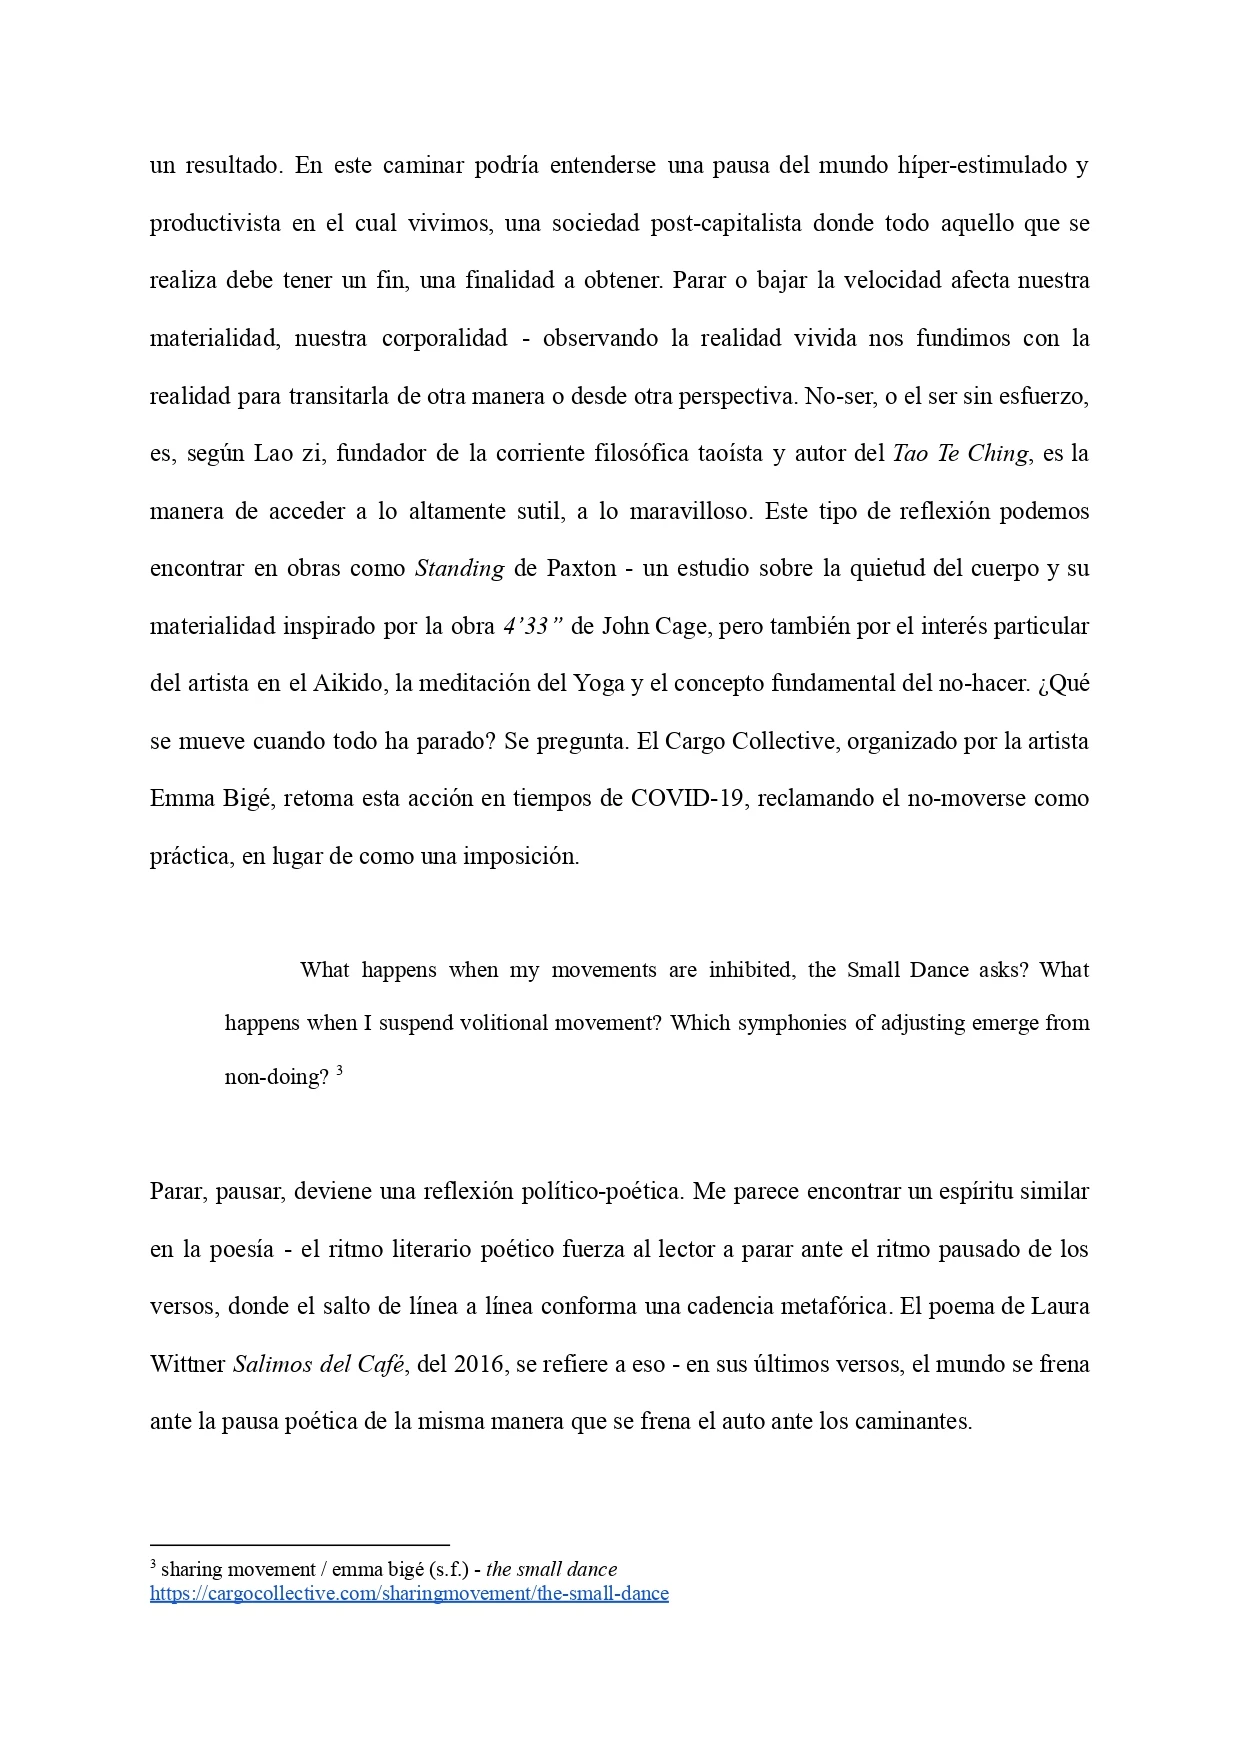 un resultado. En este caminar podría entenderse una pausa del mundo híper-estimulado y
productivista en el cual vivimos, una sociedad post-capitalista donde todo aquello que se
realiza debe tener un fin, una finalidad a obtener. Parar o bajar la velocidad afecta nuestra
materialidad, nuestra corporalidad - observando la realidad vivida nos fundimos con la
realidad para transitarla de otra manera o desde otra perspectiva. No-ser, o el ser sin esfuerzo,
es, según Lao zi, fundador de la corriente filosófica taoísta y autor del Tao Te Ching, es la
manera de acceder a lo altamente sutil, a lo maravilloso. Este tipo de reflexión podemos
encontrar en obras como Standing de Paxton - un estudio sobre la quietud del cuerpo y su
materialidad inspirado por la obra 4’33” de John Cage, pero también por el interés particular
del artista en el Aikido, la meditación del Yoga y el concepto fundamental del no-hacer. ¿Qué
se mueve cuando todo ha parado? Se pregunta. El Cargo Collective, organizado por la artista
Emma Bigé, retoma esta acción en tiempos de COVID-19, reclamando el no-moverse como
práctica, en lugar de como una imposición.
What happens when my movements are inhibited, the Small Dance asks? What
happens when I suspend volitional movement? Which symphonies of adjusting emerge from
non-doing? 3
Parar, pausar, deviene una reflexión político-poética. Me parece encontrar un espíritu similar
en la poesía - el ritmo literario poético fuerza al lector a parar ante el ritmo pausado de los
versos, donde el salto de línea a línea conforma una cadencia metafórica. El poema de Laura
Wittner Salimos del Café, del 2016, se refiere a eso - en sus últimos versos, el mundo se frena
ante la pausa poética de la misma manera que se frena el auto ante los caminantes.
3 sharing movement / emma bigé (s.f.) - the small dance
https://cargocollective.com/sharingmovement/the-small-dance